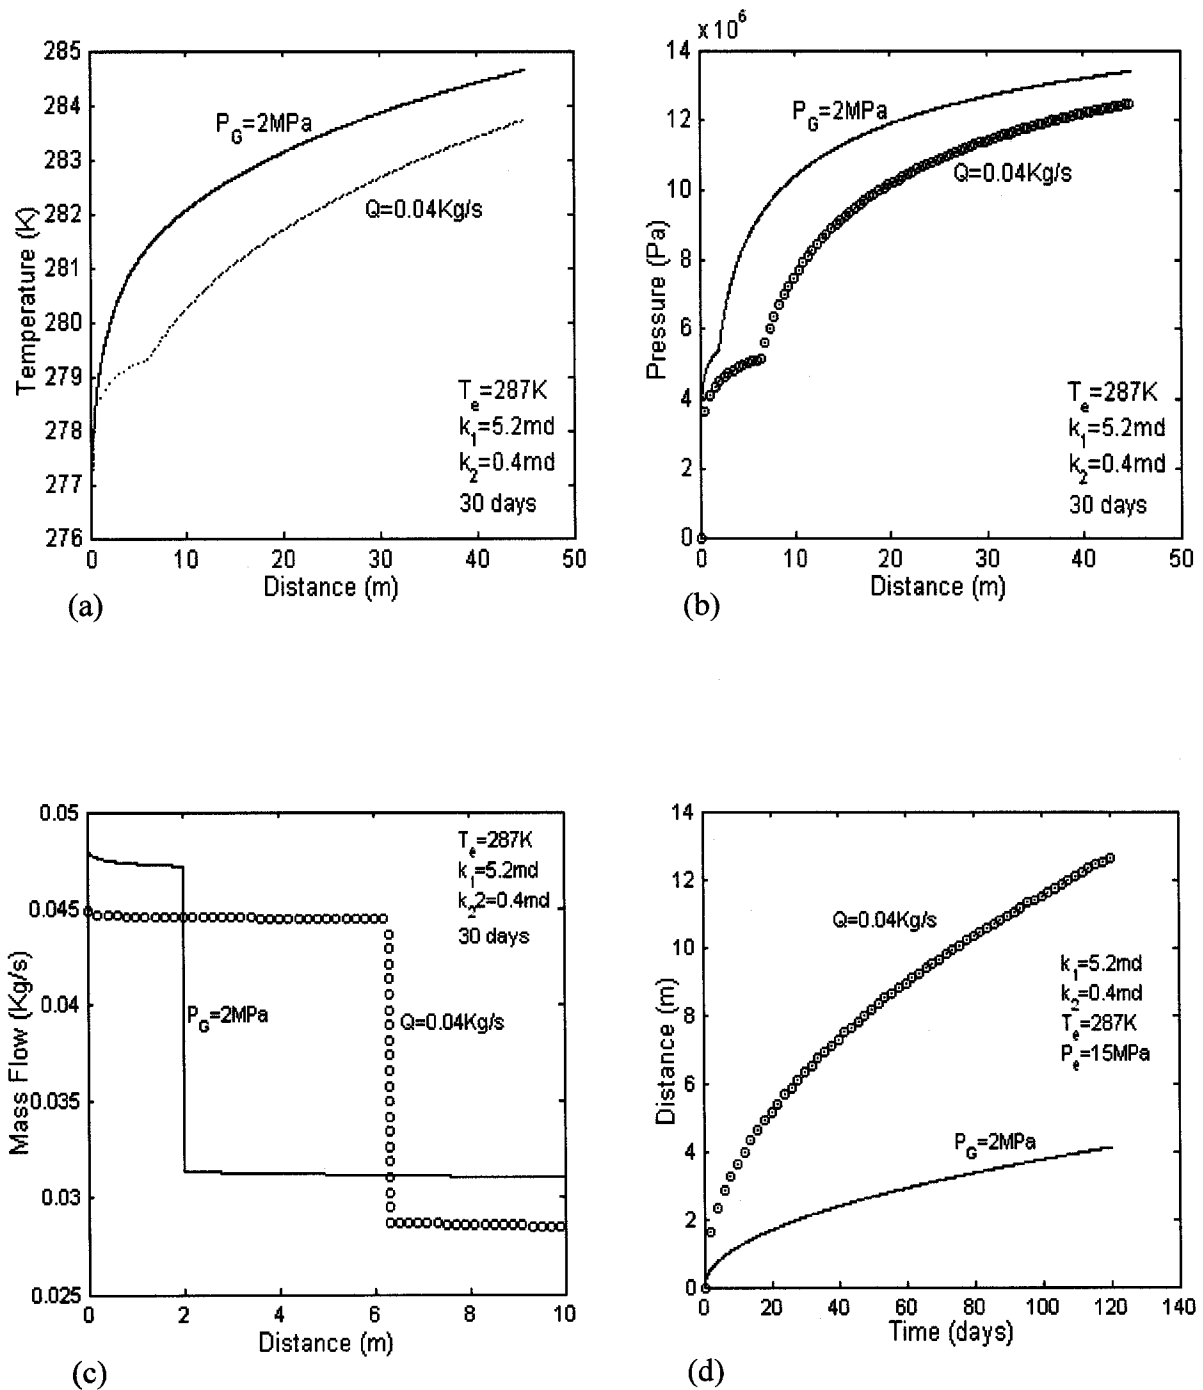 285
284
283
282
281
280
279
278
277
276
Temperature (K)
P_G=2MPa
Q=0.04Kg/s
T_e=287K
k_1=5.2md
k_2=0.4md
30 days
0
10
20
30
40
50
Distance (m)
(a)
x 10^6
14
12
10
8
6
4
2
0
Pressure (Pa)
P_G=2MPa
Q=0.04Kg/s
T_e=287K
k_1=5.2md
k_2=0.4md
30 days
0
10
20
30
40
50
Distance (m)
(b)
0.05
0.045
0.04
0.035
0.03
0.025
Mass Flow (Kg/s)
T_e=287K
k_1=5.2md
k_22=0.4md
30 days
P_G=2MPa
Q=0.04Kg/s
0
2
4
6
8
10
Distance (m)
(c)
14
12
10
8
6
4
2
0
Distance (m)
Q=0.04Kg/s
k_1=5.2md
k_2=0.4md
T_e=287K
P_e=15MPa
P_G=2MPa
0
20
40
60
80
100
120
140
Time (days)
(d)